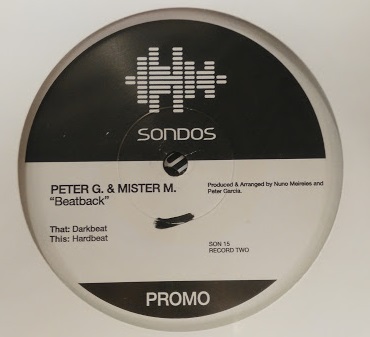 SONDOS
PETER G. & MISTER M.
"Beatback"
Produced & Arranged by Nuno Meireles and
Peter Garcia.
That: Darkbeat
This: Hardbeat
SON 15
RECORD TWO
PROMO